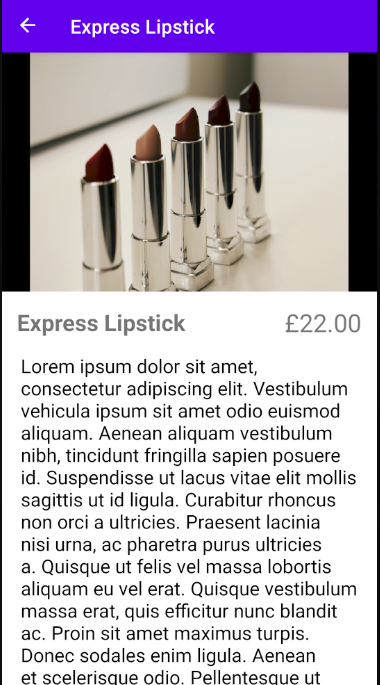 Express Lipstick
Express Lipstick £22.00
Lorem ipsum dolor sit amet,
consectetur adipiscing elit. Vestibulum
vehicula ipsum sit amet odio euismod
aliquam. Aenean aliquam vestibulum
nibh, tincidunt fringilla sapien posuere
id. Suspendisse ut lacus vitae elit mollis
sagittis ut id ligula. Curabitur rhoncus
non orci a ultricies. Praesent lacinia
nisi urna, ac pharetra purus ultricies
a. Quisque ut felis vel massa lobortis
aliquam eu vel erat. Quisque vestibulum
massa erat, quis efficitur nunc blandit
ac. Proin sit amet maximus turpis.
Donec sodales enim ligula. Aenean
et scelerisque odio. Pellentesque ut